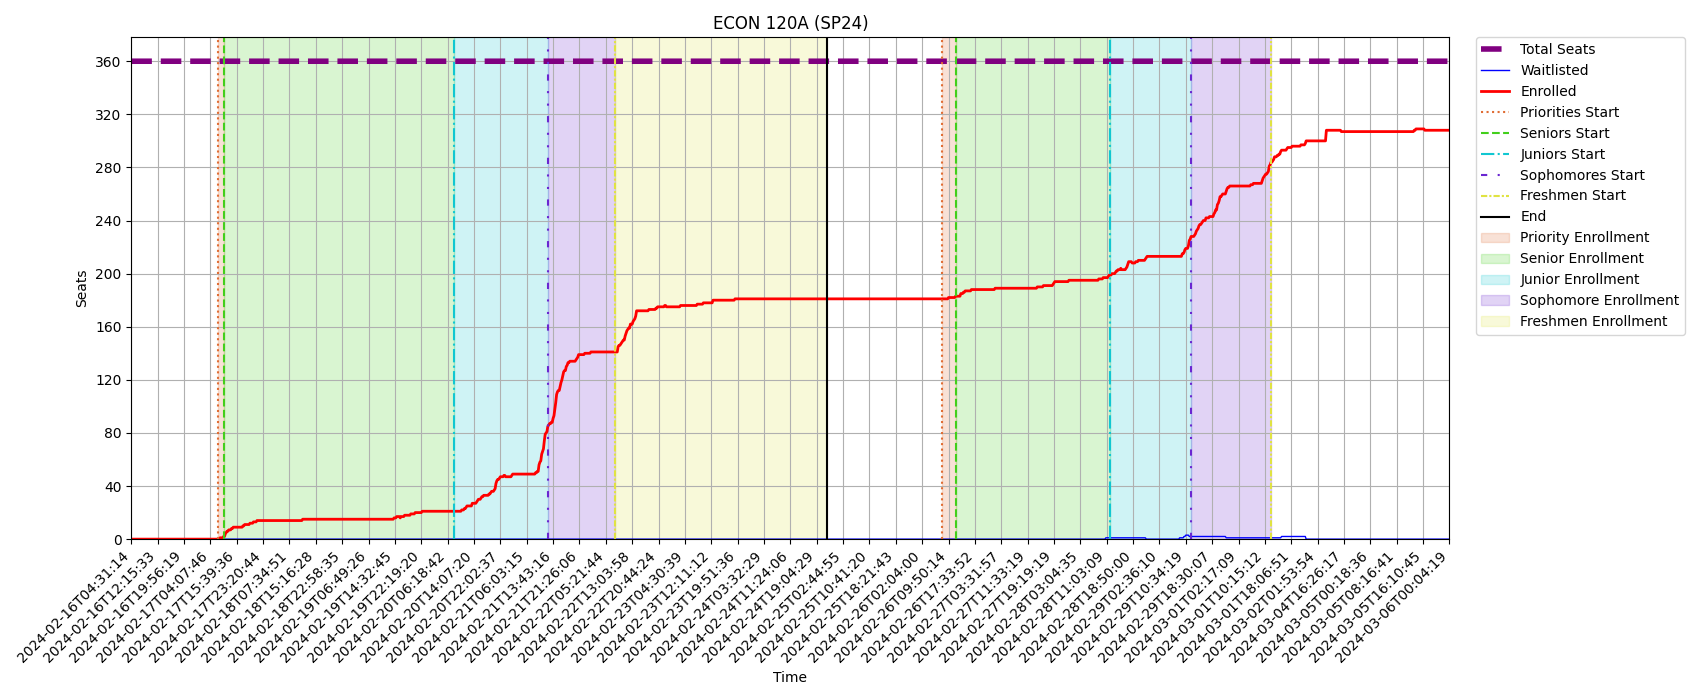 ECON 120A (SP24)
Seats
360
320
280
240
200
160
120
80
40
0
2024-02-16T04:31:14
2024-02-16T12:15:33
2024-02-16T19:56:19
2024-02-17T04:07:46
2024-02-17T15:39:36
2024-02-17T23:20:44
2024-02-18T07:34:51
2024-02-18T15:16:28
2024-02-18T22:58:35
2024-02-19T06:49:26
2024-02-19T14:32:45
2024-02-19T22:19:20
2024-02-20T06:18:42
2024-02-20T14:07:20
2024-02-20T22:02:37
2024-02-21T06:03:15
2024-02-21T13:43:16
2024-02-21T21:26:06
2024-02-22T05:21:44
2024-02-22T13:03:58
2024-02-22T20:44:24
2024-02-23T04:30:39
2024-02-23T12:11:12
2024-02-23T19:51:36
2024-02-24T03:32:29
2024-02-24T11:24:06
2024-02-24T19:04:29
2024-02-25T02:44:55
2024-02-25T10:41:20
2024-02-25T18:21:43
2024-02-26T02:04:00
2024-02-26T09:50:14
2024-02-26T17:33:52
2024-02-27T03:31:57
2024-02-27T11:33:19
2024-02-27T19:19:19
2024-02-28T03:04:35
2024-02-28T11:03:09
2024-02-28T18:50:00
2024-02-29T02:36:10
2024-02-29T10:34:19
2024-02-29T18:30:07
2024-03-01T02:17:09
2024-03-01T10:15:12
2024-03-01T18:06:51
2024-03-02T01:53:54
2024-03-04T16:26:17
2024-03-05T00:18:36
2024-03-05T08:16:41
2024-03-05T16:10:45
2024-03-06T00:04:19
Time
Total Seats
Waitlisted
Enrolled
Priorities Start
Seniors Start
Juniors Start
Sophomores Start
Freshmen Start
End
Priority Enrollment
Senior Enrollment
Junior Enrollment
Sophomore Enrollment
Freshmen Enrollment